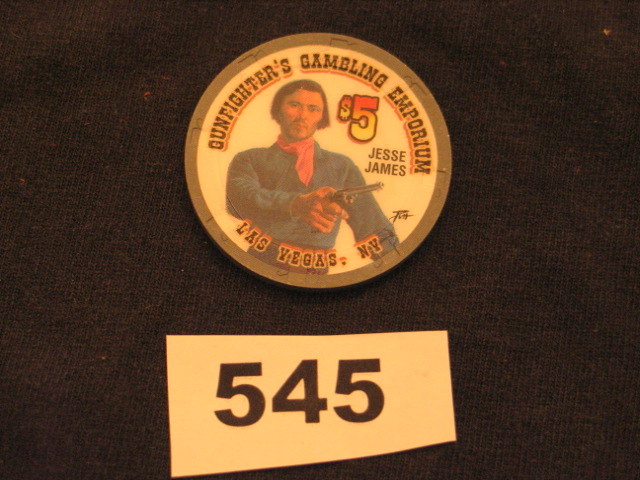 GUNFIGHTER'S GAMBLING EMPORIUM
$5
JESSE
JAMES
LAS VEGAS, NV
545